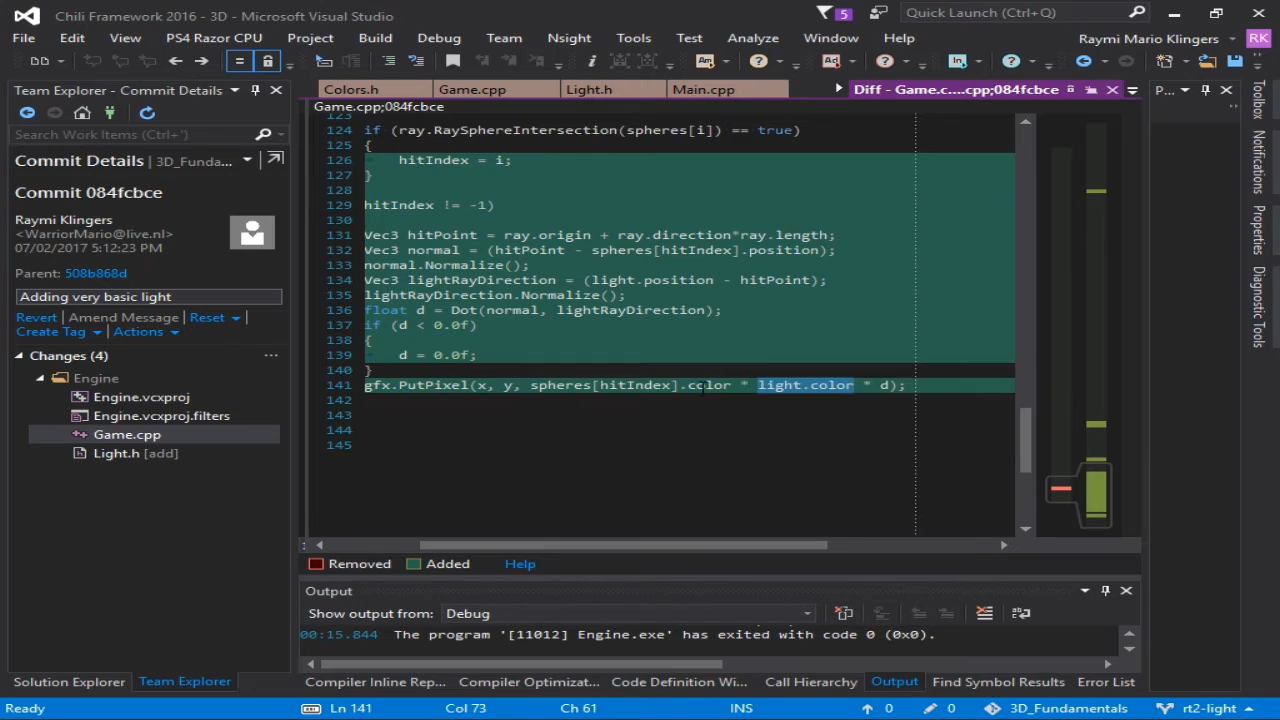 Chili Framework 2016 - 3D - Microsoft Visual Studio
5
Quick Launch (Ctrl+Q)
File Edit View PS4 Razor CPU Project Build Debug Team Nsight Tools Test Analyze Window Help
Raymi Mario Klingers RK
Team Explorer - Commit Details
Colors.h Game.cpp Light.h Main.cpp Diff - Game.c....cpp;084fcbce
P...
Game.cpp;084fcbce
Search Work Items (Ctrl+')
Commit Details | 3D_Funda...
Commit 084fcbce
Raymi Klingers
<WarriorMario@live.nl>
07/02/2017 5:12:23 PM
Parent: 508b868d
Adding very basic light
Revert | Amend Message | Reset
Create Tag Actions
Changes (4)
Engine
Engine.vcxproj
Engine.vcxproj.filters
Game.cpp
Light.h [add]
123
124 if (ray.RaySphereIntersection(spheres[i]) == true)
125 {
126 hitIndex = i;
127 }
128
129 hitIndex != -1)
130
131 Vec3 hitPoint = ray.origin + ray.direction*ray.length;
132 Vec3 normal = (hitPoint - spheres[hitIndex].position);
133 normal.Normalize();
134 Vec3 lightRayDirection = (light.position - hitPoint);
135 lightRayDirection.Normalize();
136 float d = Dot(normal, lightRayDirection);
137 if (d < 0.0f)
138 {
139 d = 0.0f;
140 }
141 gfx.PutPixel(x, y, spheres[hitIndex].color * light.color * d);
142
143
144
145
Removed Added Help
Output
Show output from: Debug
00:15.844 The program '[11012] Engine.exe' has exited with code 0 (0x0).
Toolbox
Notifications
Properties
Diagnostic Tools
Solution Explorer Team Explorer
Compiler Inline Rep... Compiler Optimizat... Code Definition Wi... Call Hierarchy Output Find Symbol Results Error List
Ready Ln 141 Col 73 Ch 61 INS 0 0 3D_Fundamentals rt2-light